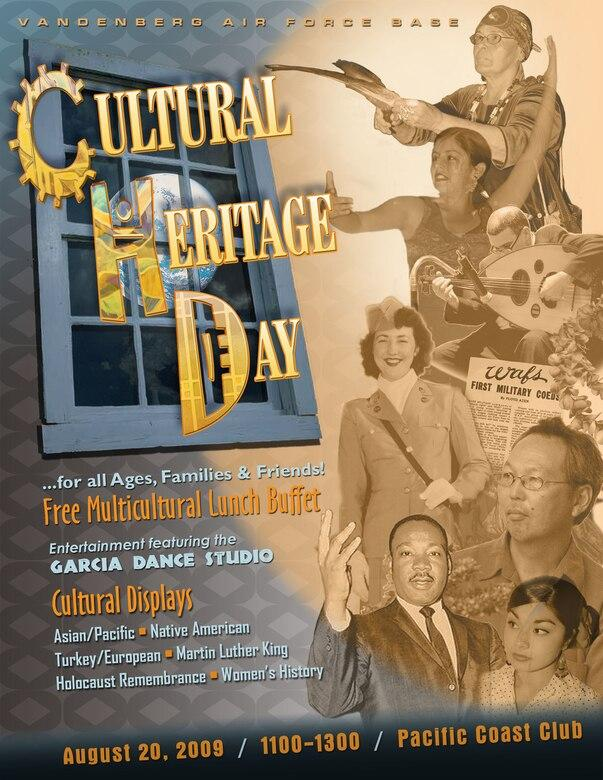 VANDENBERG AIR FORCE BASE
CULTURAL
HERITAGE
DAY
wafs
FIRST MILITARY COEDS
...for all Ages, Families & Friends!
Free Multicultural Lunch Buffet
Entertainment featuring the
GARCIA DANCE STUDIO
Cultural Displays
Asian/Pacific ▪ Native American
Turkey/European ▪ Martin Luther King
Holocaust Remembrance ▪ Women's History
August 20, 2009 / 1100-1300 / Pacific Coast Club